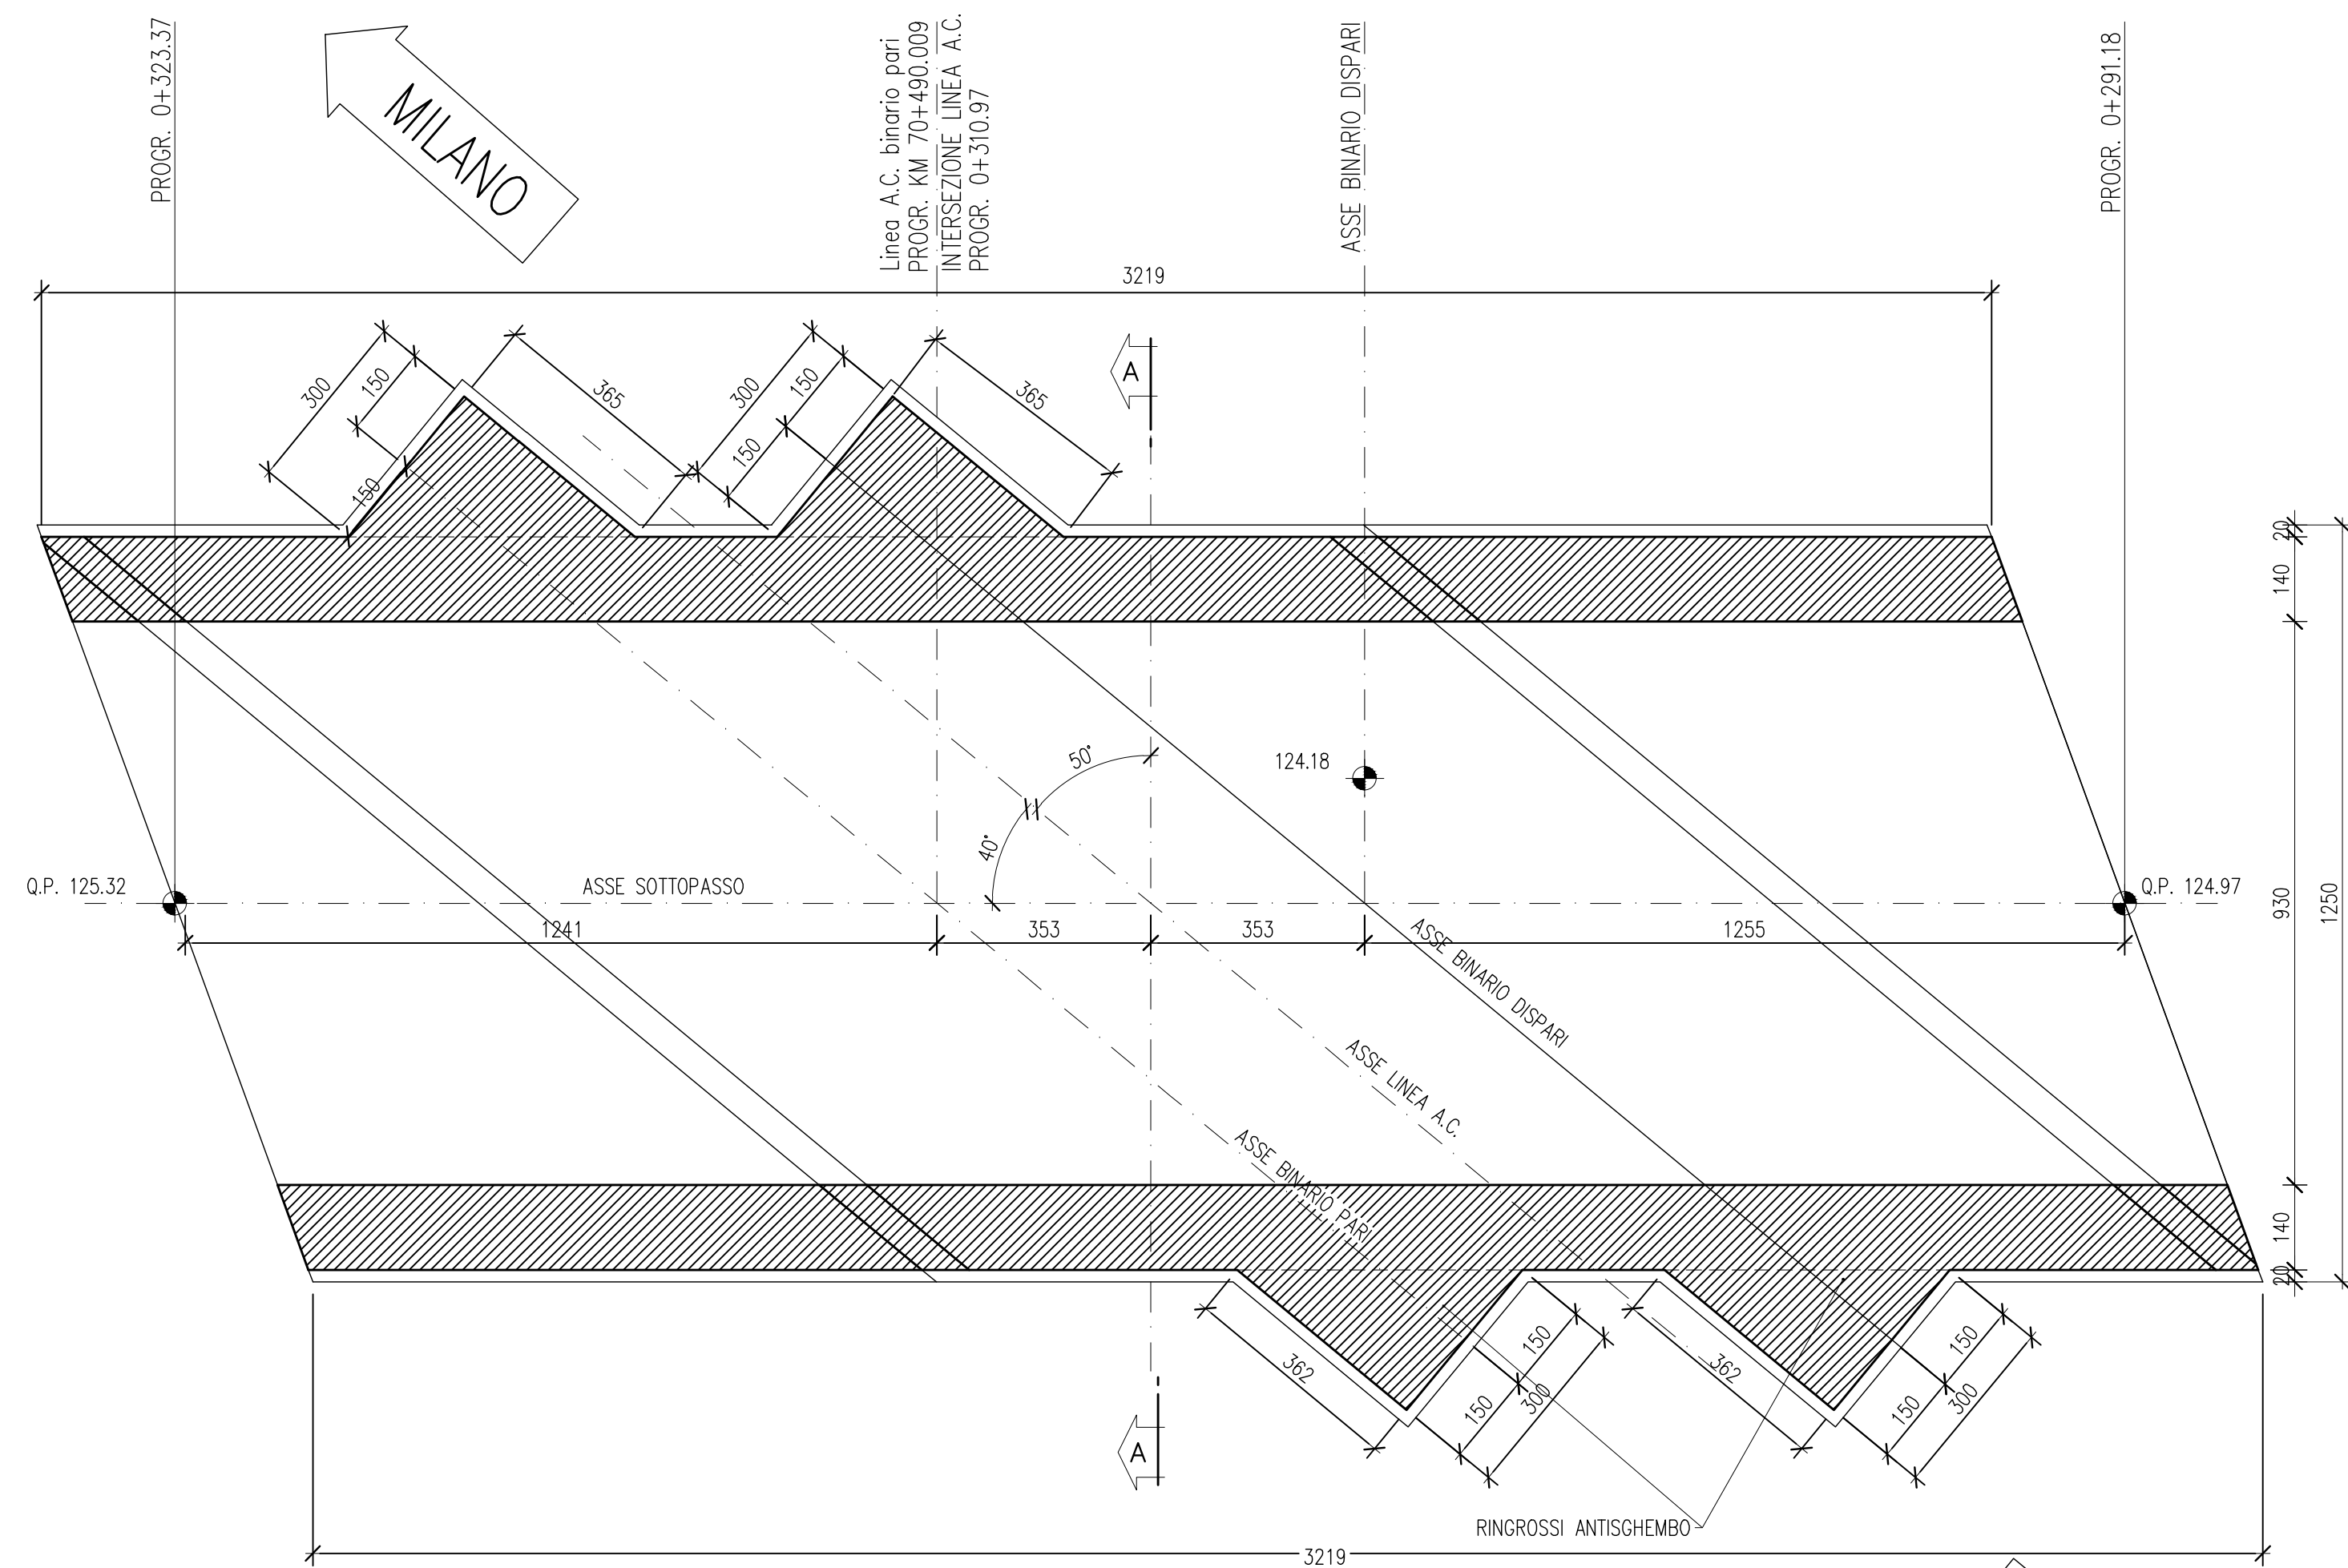 PROGR. 0+323.37
MILANO
Linea A.C. binario pari
PROGR. KM 70+490.009
INTERSEZIONE LINEA A.C.
PROGR. 0+310.97
ASSE BINARIO DISPARI
PROGR. 0+291.18
3219
300
150
150
365
300
150
150
365
A
20
140
930
140
20
1250
50°
40°
124.18
Q.P. 125.32
ASSE SOTTOPASSO
Q.P. 124.97
1241
353
353
1255
ASSE BINARIO DISPARI
ASSE LINEA A.C.
ASSE BINARIO PARI
362
150
150
300
362
150
150
300
A
RINGROSSI ANTISGHEMBO
3219